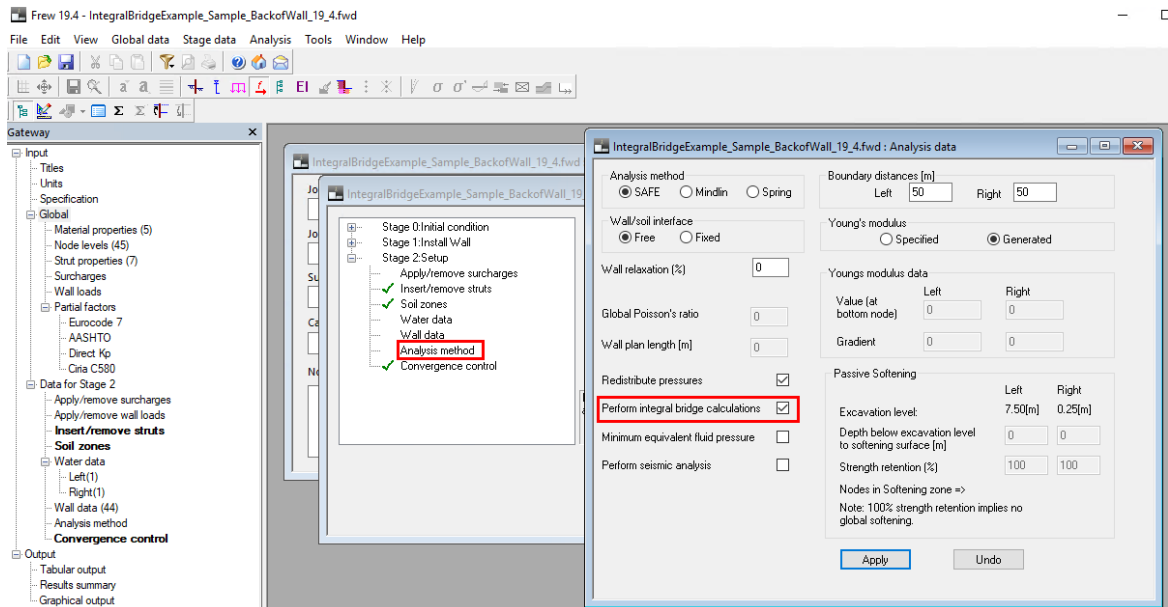 Frew 19.4 - IntegralBridgeExample_Sample_BackofWall_19_4.fwd
File Edit View Global data Stage data Analysis Tools Window Help
Gateway
Input
Titles
Units
Specification
Global
Material properties (5)
Node levels (45)
Strut properties (7)
Surcharges
Wall loads
Partial factors
Eurocode 7
AASHTO
Direct Kp
Ciria C580
Data for Stage 2
Apply/remove surcharges
Apply/remove wall loads
Insert/remove struts
Soil zones
Water data
Left(1)
Right(1)
Wall data (44)
Analysis method
Convergence control
Output
Tabular output
Results summary
Graphical output
IntegralBridgeExample_Sample_BackofWall_19_4.fwd
Jo
Jo
Su
Ca
No
IntegralBridgeExample_Sample_BackofWall_19
Stage 0:Initial condition
Stage 1:Install Wall
Stage 2:Setup
Apply/remove surcharges
Insert/remove struts
Soil zones
Water data
Wall data
Analysis method
Convergence control
IntegralBridgeExample_Sample_BackofWall_19_4.fwd : Analysis data
Analysis method
SAFE Mindlin Spring
Wall/soil interface
Free Fixed
Wall relaxation (%) 0
Global Poisson's ratio 0
Wall plan length [m] 0
Redistribute pressures
Perform integral bridge calculations
Minimum equivalent fluid pressure
Perform seismic analysis
Boundary distances [m]
Left 50 Right 50
Young's modulus
Specified Generated
Youngs modulus data
Left Right
Value (at
bottom node) 0 0
Gradient 0 0
Passive Softening
Left Right
Excavation level: 7.50[m] 0.25[m]
Depth below excavation level
to softening surface [m] 0 0
Strength retention (%) 100 100
Nodes in Softening zone =>
Note: 100% strength retention implies no
global softening.
Apply Undo